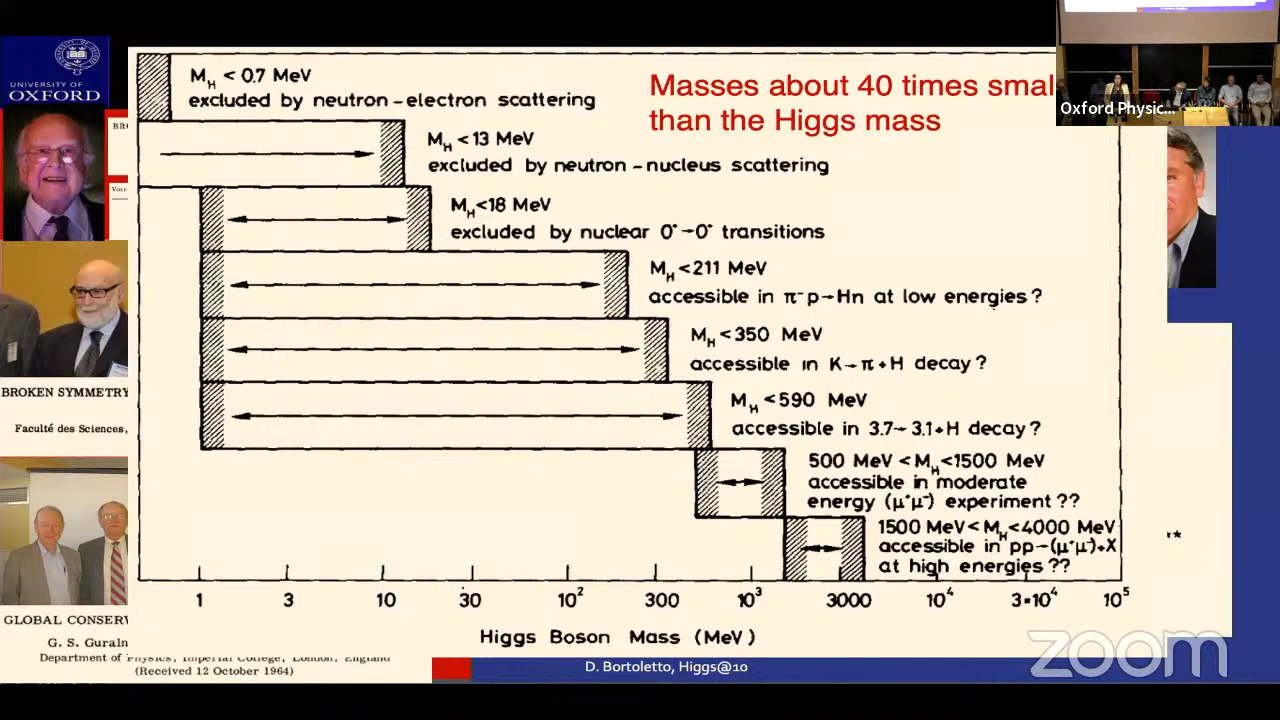 UNIVERSITY OF
OXFORD
M_H < 0.7 MeV
excluded by neutron-electron scattering
Masses about 40 times smal
than the Higgs mass
Oxford Physic...
M_H < 13 MeV
excluded by neutron-nucleus scattering
M_H < 18 MeV
excluded by nuclear 0⁺→0⁺ transitions
M_H < 211 MeV
accessible in π⁻p→Hn at low energies?
M_H < 350 MeV
accessible in K→π+H decay?
M_H < 590 MeV
accessible in 3.7→3.1+H decay?
500 MeV < M_H < 1500 MeV
accessible in moderate
energy (μ⁺μ⁻) experiment ??
1500 MeV < M_H < 4000 MeV
accessible in pp→(μ⁺μ⁻)+X
at high energies ??
1 3 10 30 10² 300 10³ 3000 10⁴ 3•10⁴ 10⁵
Higgs Boson Mass (MeV)
BR
BROKEN SYMMETRY
Faculté des Sciences,
GLOBAL CONSERV
G. S. Guraln
Department of Physics, Imperial College, London, England
(Received 12 October 1964)
**
D. Bortoletto, Higgs@10
zoom